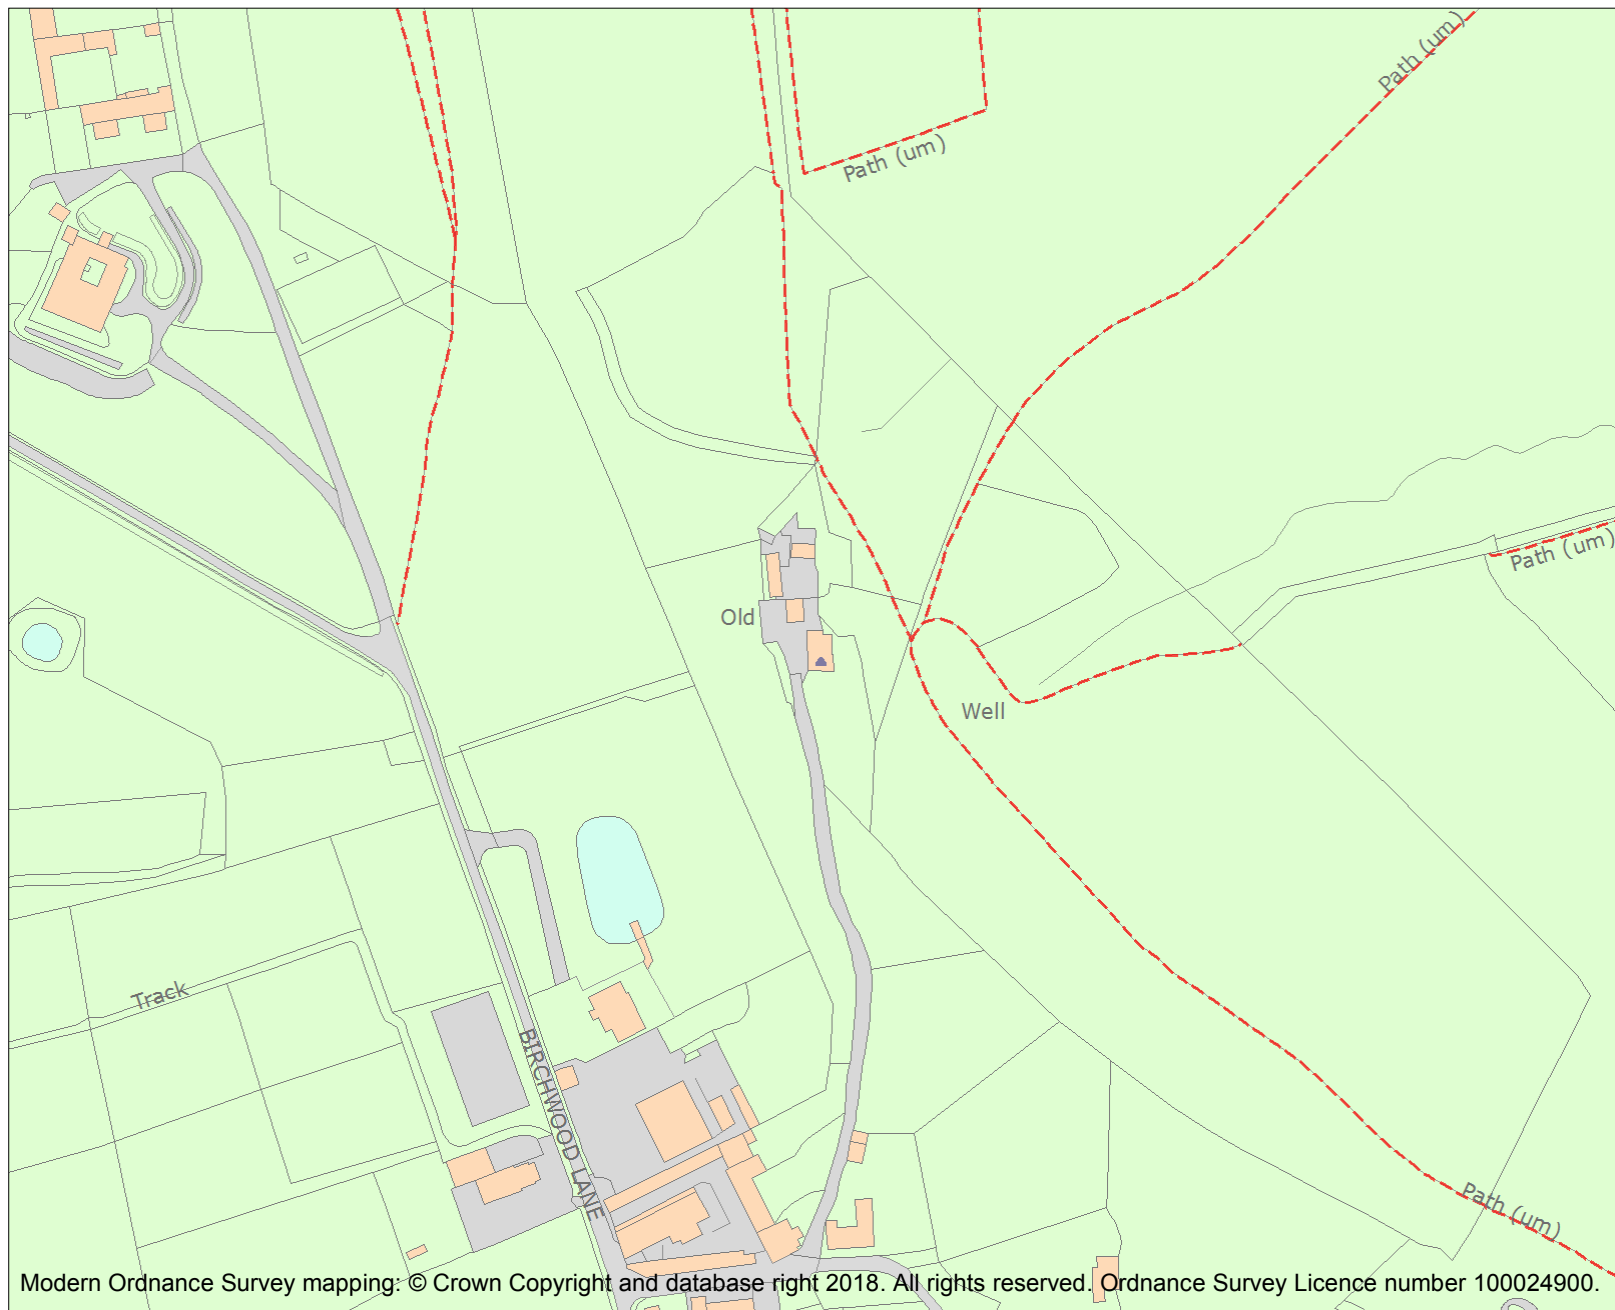 Path (um)
Path (um)
Path (um)
Old
Well
Track
BIRCHWOOD LANE
Path (um)
Modern Ordnance Survey mapping: © Crown Copyright and database right 2018. All rights reserved. Ordnance Survey Licence number 100024900.